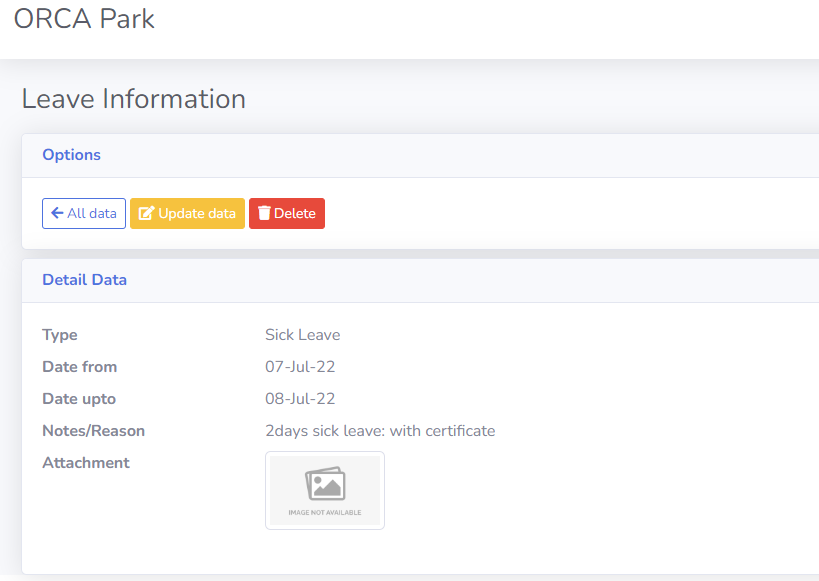 ORCA Park
Leave Information
Options
All data Update data Delete
Detail Data
Type Sick Leave
Date from 07-Jul-22
Date upto 08-Jul-22
Notes/Reason 2days sick leave: with certificate
Attachment
IMAGE NOT AVAILABLE